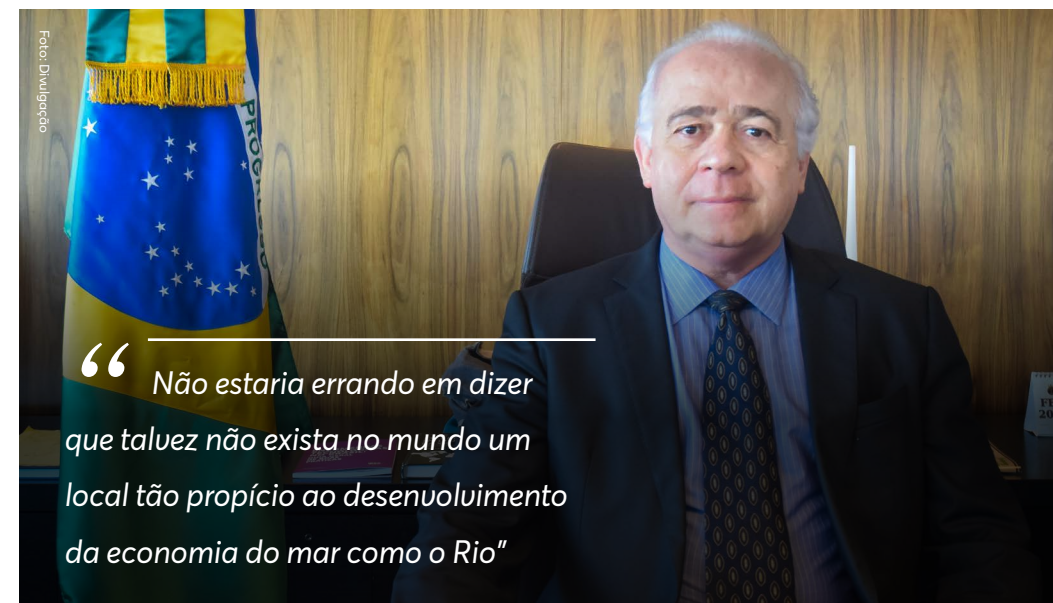 Foto: Divulgação
PROGRESSO
“ Não estaria errando em dizer
que talvez não exista no mundo um
local tão propício ao desenvolvimento
da economia do mar como o Rio”